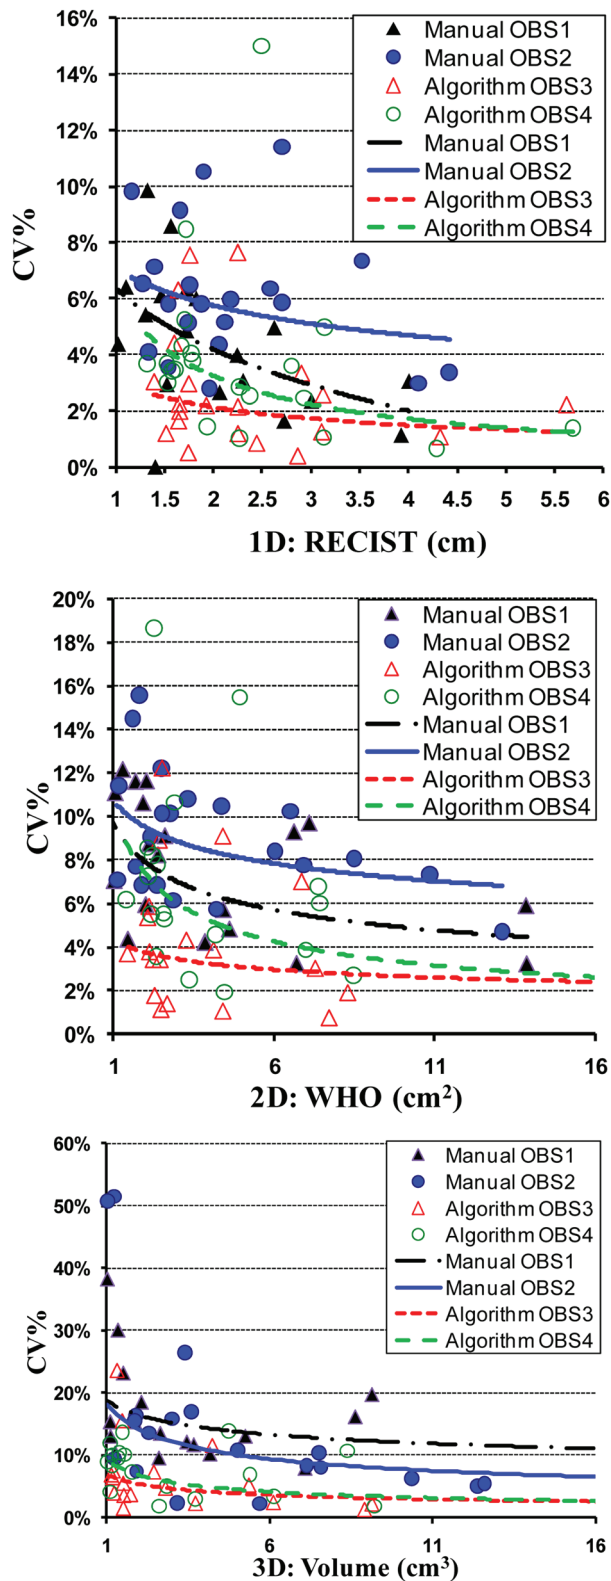 16%
14%
12%
10%
8%
6%
4%
2%
0%
CV%
Manual OBS1
Manual OBS2
Algorithm OBS3
Algorithm OBS4
Manual OBS1
Manual OBS2
Algorithm OBS3
Algorithm OBS4
1 1.5 2 2.5 3 3.5 4 4.5 5 5.5 6
1D: RECIST (cm)
20%
18%
16%
14%
12%
10%
8%
6%
4%
2%
0%
CV%
Manual OBS1
Manual OBS2
Algorithm OBS3
Algorithm OBS4
Manual OBS1
Manual OBS2
Algorithm OBS3
Algorithm OBS4
1 6 11 16
2D: WHO (cm²)
60%
50%
40%
30%
20%
10%
0%
CV%
Manual OBS1
Manual OBS2
Algorithm OBS3
Algorithm OBS4
Manual OBS1
Manual OBS2
Algorithm OBS3
Algorithm OBS4
1 6 11 16
3D: Volume (cm³)